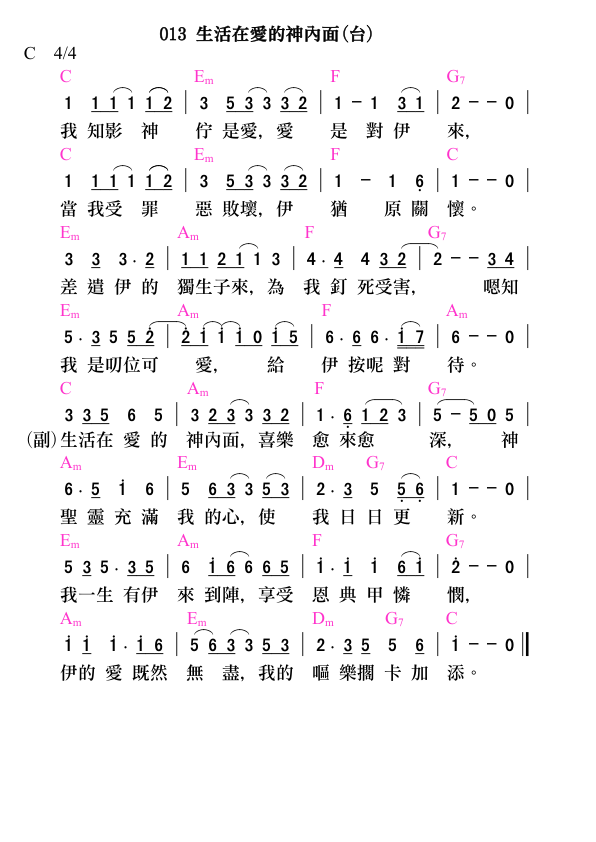 013 生活在愛的神內面(台)
C 4/4
C Em F G7
1 1 1 1 1 2 | 3 5 3 3 3 2 | 1 - 1 3 1 | 2 - - 0 |
我 知影 神 佇 是愛, 愛 是 對 伊 來,
C Em F C
1 1 1 1 1 2 | 3 5 3 3 3 2 | 1 - 1 6 | 1 - - 0 |
當 我受 罪 惡 敗壞, 伊 猶 原 關 懷。
Em Am F G7
3 3 3 · 2 | 1 1 2 1 1 3 | 4 · 4 4 3 2 | 2 - - 3 4 |
差 遣 伊 的 獨生子來, 為 我 釘 死受害, 嗯知
Em Am F Am
5 · 3 5 5 2 | 2 1 1 1 0 1 5 | 6 · 6 6 · 1 7 | 6 - - 0 |
我 是叨位可 愛, 給 伊 按呢 對 待。
C Am F G7
3 3 5 6 5 | 3 2 3 3 3 2 | 1 · 6 1 2 3 | 5 - 5 0 5 |
(副)生活在 愛 的 神內面, 喜樂 愈 來愈 深, 神
Am Em Dm G7 C
6 · 5 1 6 | 5 6 3 3 5 3 | 2 · 3 5 5 6 | 1 - - 0 |
聖 靈 充 滿 我 的心, 使 我 日 日 更 新。
Em Am F G7
5 3 5 · 3 5 | 6 1 6 6 6 5 | 1 · 1 1 6 1 | 2 - - 0 |
我一生 有伊 來 到陣, 享受 恩 典 甲 憐 憫,
Am Em Dm G7 C
1 1 1 · 1 6 | 5 6 3 3 5 3 | 2 · 3 5 5 6 | 1 - - 0 ‖
伊的 愛 既然 無 盡, 我的 嘔 樂擱 卡 加 添。